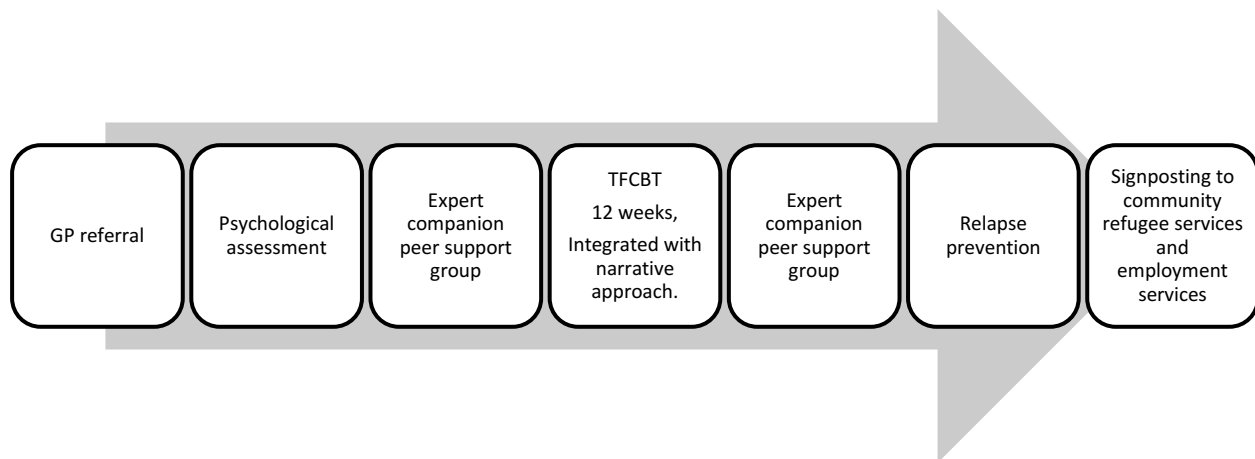 GP referral
Psychological
assessment
Expert
companion
peer support
group
TFCBT
12 weeks,
Integrated with
narrative
approach.
Expert
companion
peer support
group
Relapse
prevention
Signposting to
community
refugee services
and
employment
services